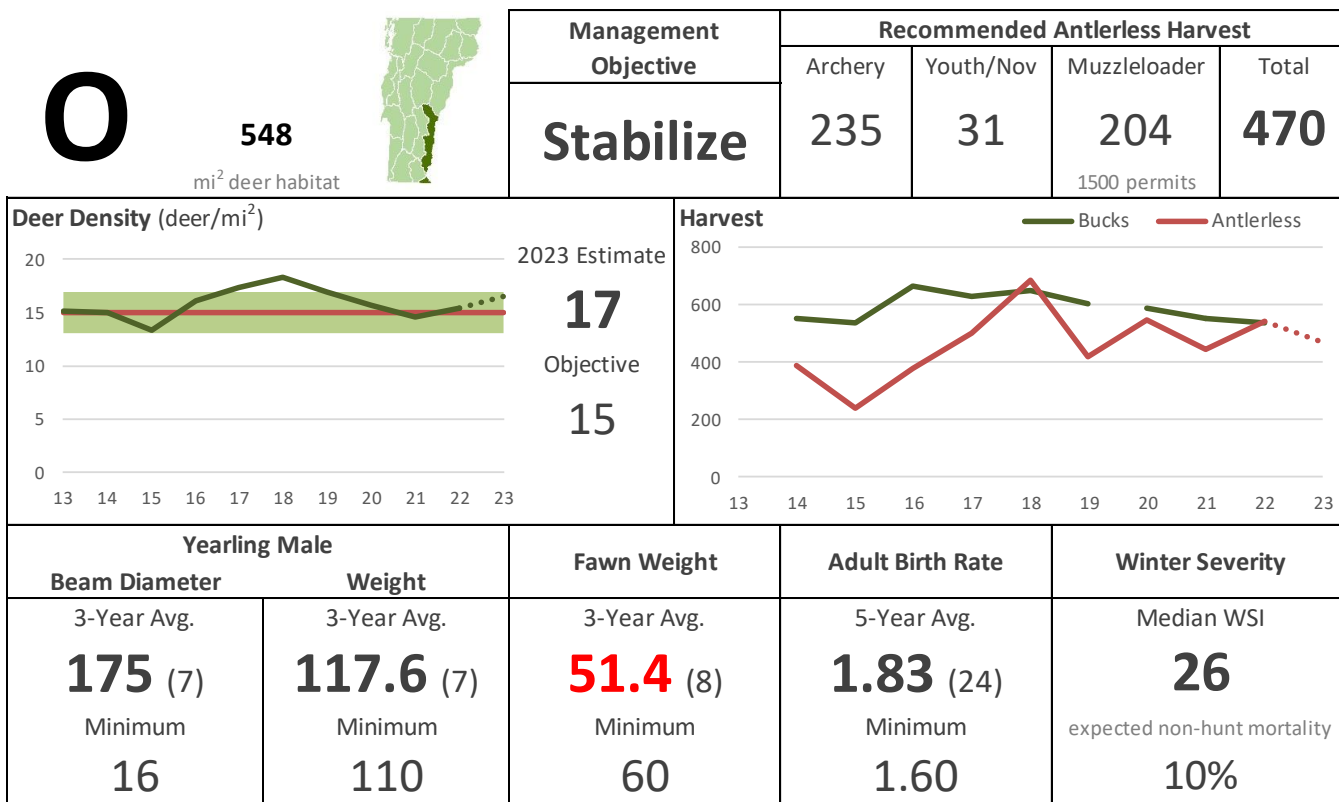 O
548
mi² deer habitat
Management
Objective
Stabilize
Recommended Antlerless Harvest
Archery Youth/Nov Muzzleloader Total
235 31 204 470
1500 permits
Deer Density (deer/mi²)
20
15
10
5
0
13 14 15 16 17 18 19 20 21 22 23
2023 Estimate
17
Objective
15
Harvest
Bucks Antlerless
800
600
400
200
0
13 14 15 16 17 18 19 20 21 22 23
Yearling Male
Beam Diameter Weight
Fawn Weight
Adult Birth Rate
Winter Severity
3-Year Avg. 3-Year Avg. 3-Year Avg. 5-Year Avg. Median WSI
175 (7) 117.6 (7) 51.4 (8) 1.83 (24) 26
Minimum Minimum Minimum Minimum expected non-hunt mortality
16 110 60 1.60 10%